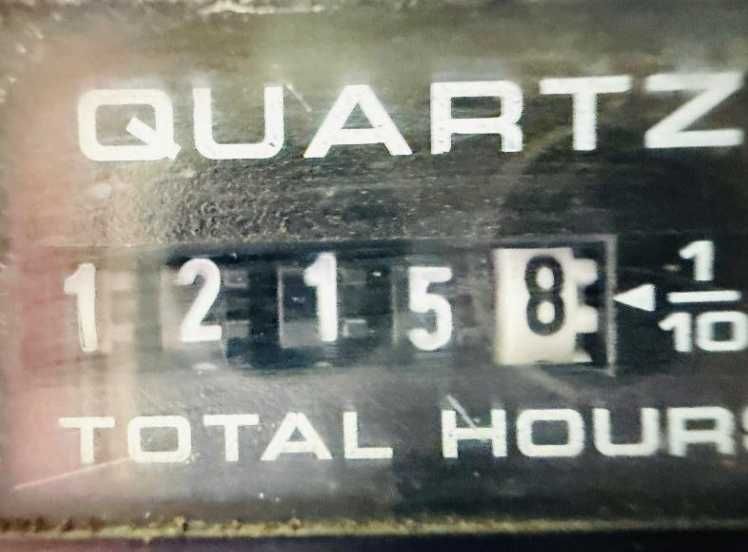 QUARTZ
1 2 1 5 8 ◄ 1/10
TOTAL HOURS